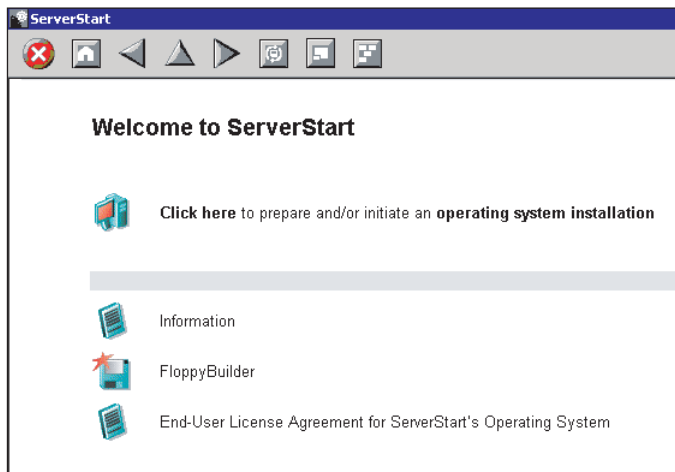 ServerStart
Welcome to ServerStart
Click here to prepare and/or initiate an operating system installation
Information
FloppyBuilder
End-User License Agreement for ServerStart's Operating System